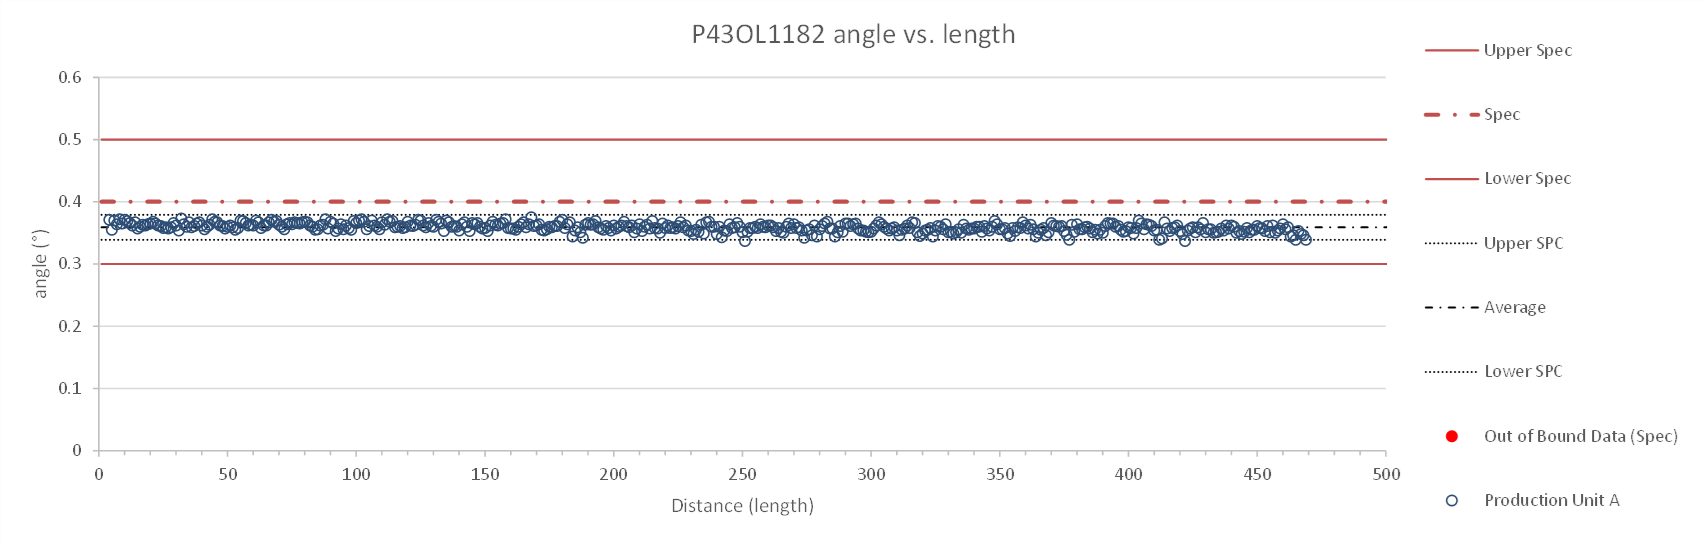 P43OL1182 angle vs. length
Upper Spec
Spec
Lower Spec
Upper SPC
Average
Lower SPC
Out of Bound Data (Spec)
Production Unit A
angle (°)
0.6
0.5
0.4
0.3
0.2
0.1
0
0 50 100 150 200 250 300 350 400 450 500
Distance (length)